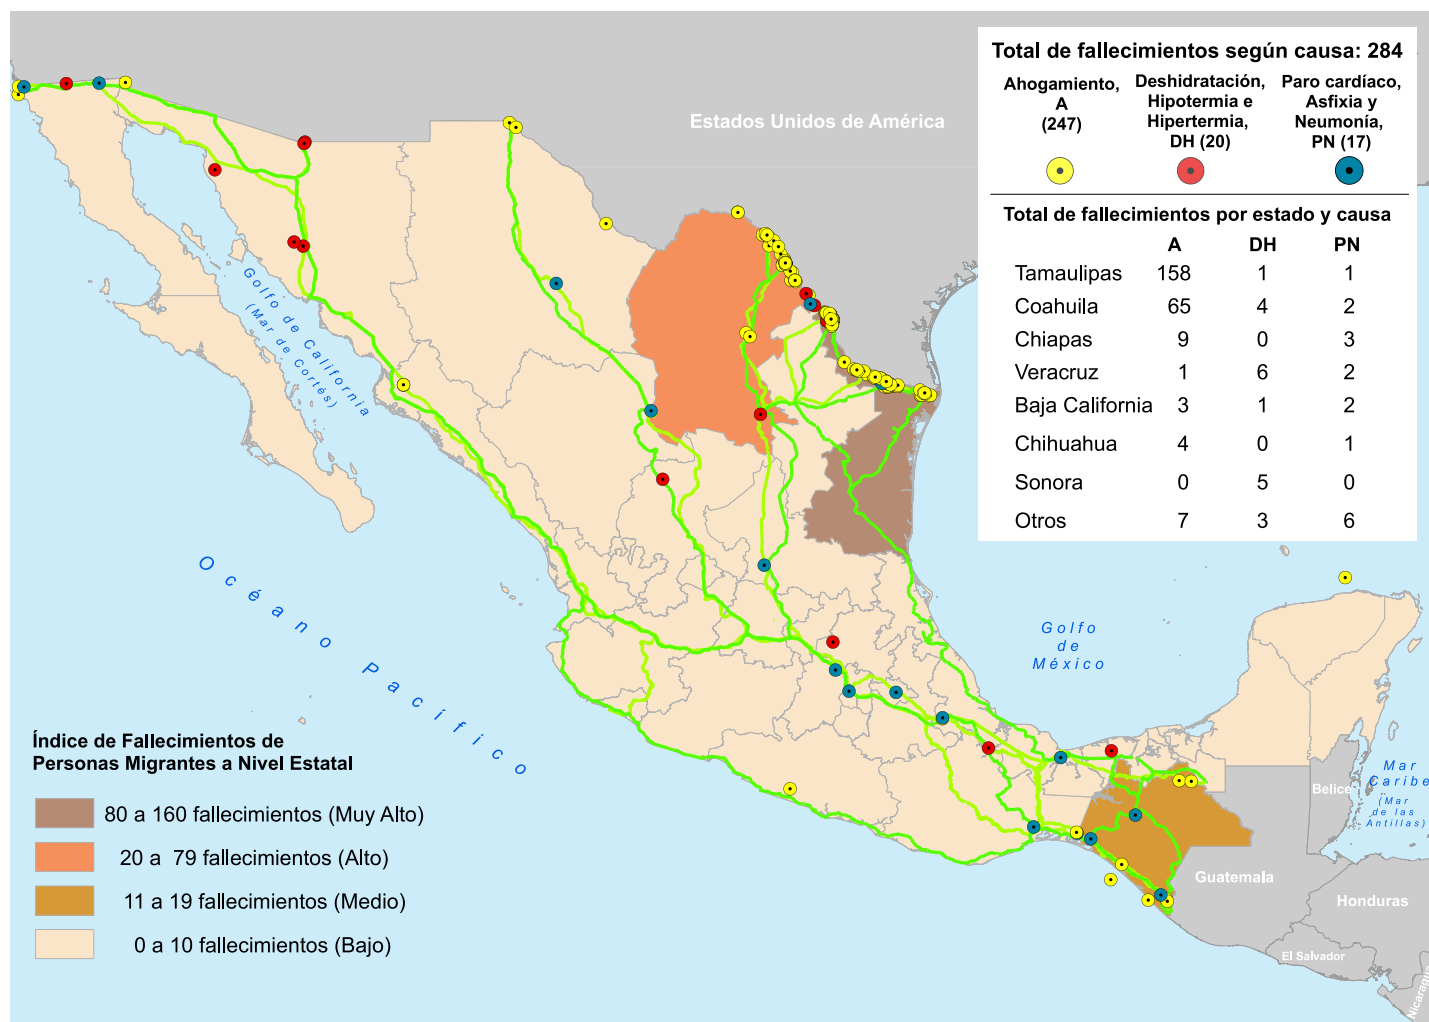 Total de fallecimientos según causa: 284
Ahogamiento,
A
(247)
Deshidratación,
Hipotermia e
Hipertermia,
DH (20)
Paro cardíaco,
Asfixia y
Neumonía,
PN (17)
Total de fallecimientos por estado y causa
A DH PN
Tamaulipas 158 1 1
Coahuila 65 4 2
Chiapas 9 0 3
Veracruz 1 6 2
Baja California 3 1 2
Chihuahua 4 0 1
Sonora 0 5 0
Otros 7 3 6
Estados Unidos de América
Golfo de California
(Mar de Cortés)
Océano Pacífico
Golfo
de
México
Mar
Caribe
(Mar
de las
Antillas)
Belice
Guatemala
Honduras
El Salvador
Nicaragua
Índice de Fallecimientos de
Personas Migrantes a Nivel Estatal
80 a 160 fallecimientos (Muy Alto)
20 a 79 fallecimientos (Alto)
11 a 19 fallecimientos (Medio)
0 a 10 fallecimientos (Bajo)